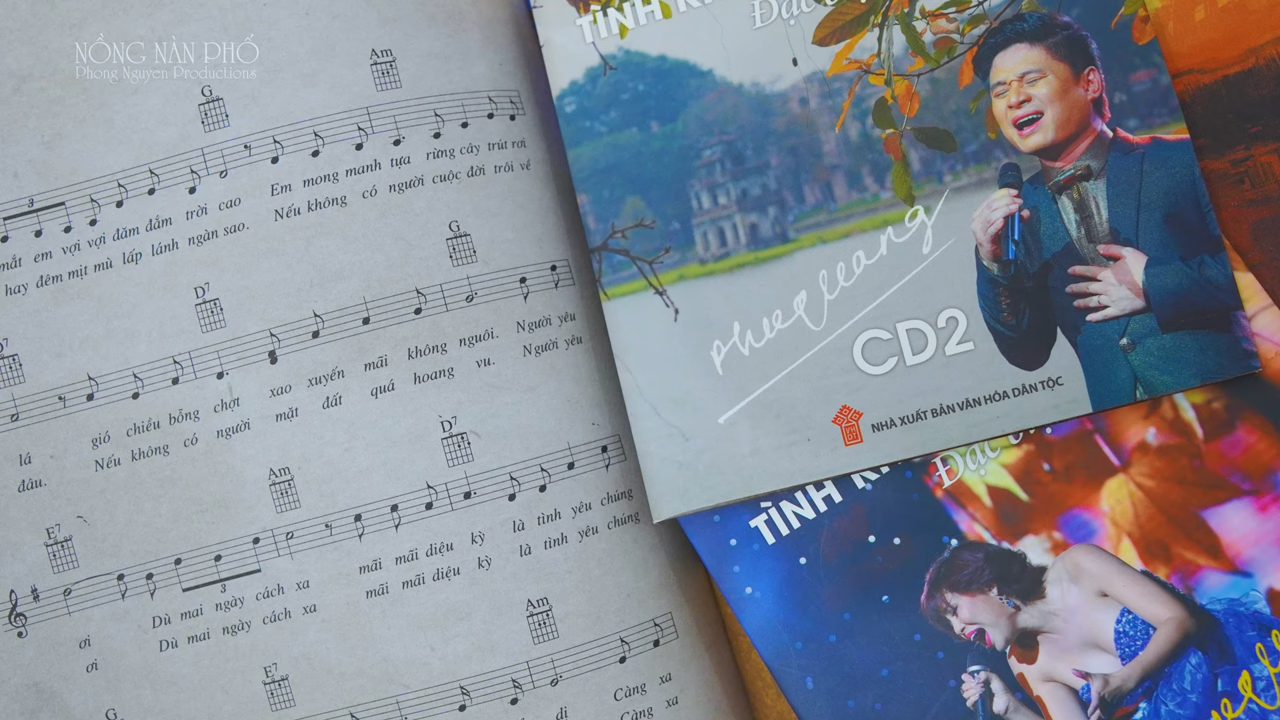 NỒNG NÀN PHỐ
Phong Nguyen Productions
G
Am
3
mắt em vợi vợi đăm đắm trời cao Em mong manh tựa rừng cây trút rơi
hay đêm mịt mù lấp lánh ngàn sao. Nếu không có người cuộc đời trôi về
D7
G
lá gió chiều bỗng chợt xao xuyến mãi không nguôi. Người yêu
đâu. Nếu không có người mặt đất quá hoang vu. Người yêu
E7
Am
D7
3
ơi Dù mai ngày cách xa mãi mãi diệu kỳ là tình yêu chúng
ơi Dù mai ngày cách xa mãi mãi diệu kỳ là tình yêu chúng
G
E7
Am
đi Càng xa
Càng xa
TÌNH
phuquang
CD2
NHÀ XUẤT BẢN VĂN HÓA DÂN TỘC
TÌNH